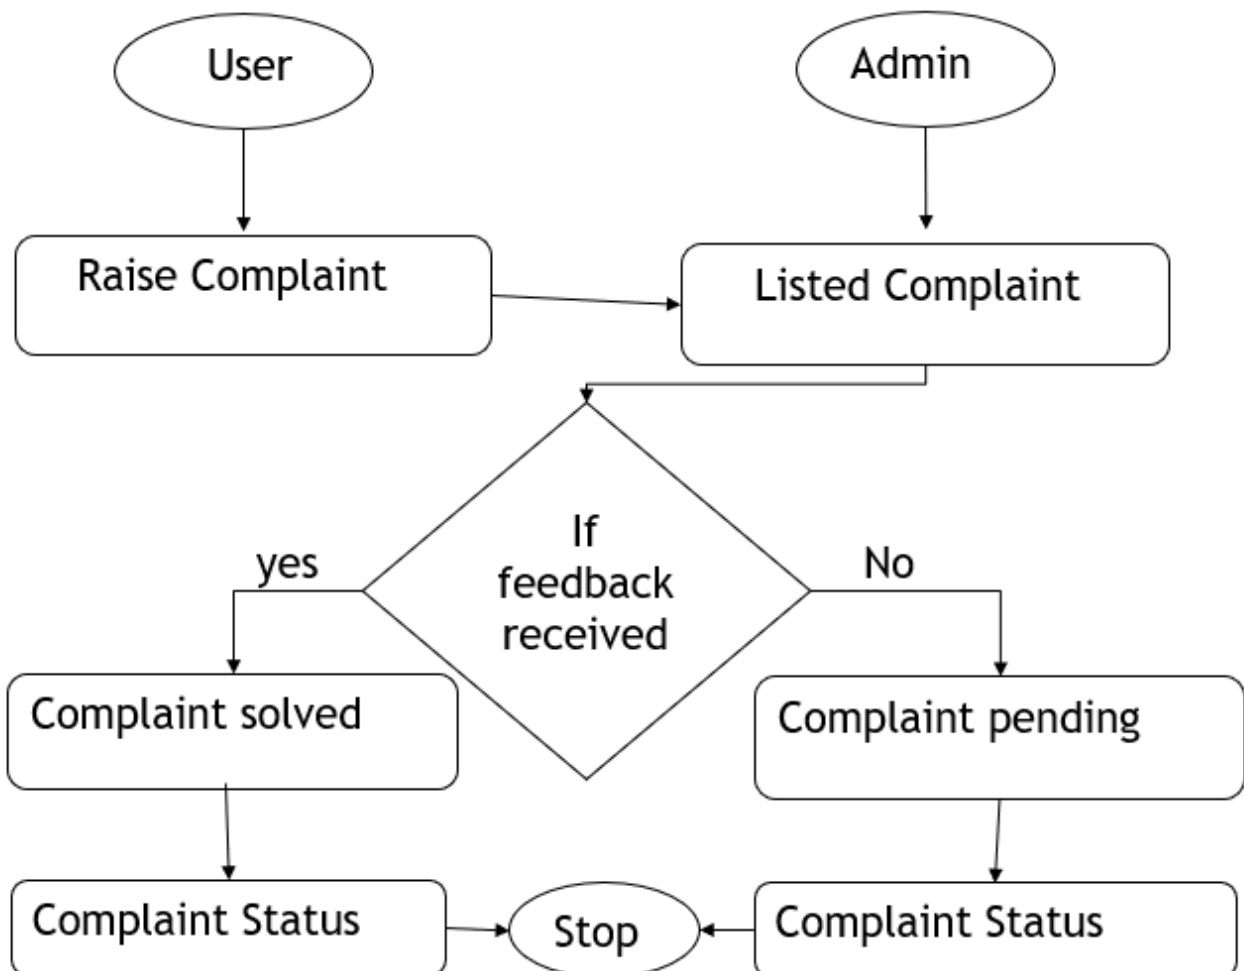 User
Admin
Raise Complaint
Listed Complaint
If
feedback
received
yes
No
Complaint solved
Complaint pending
Complaint Status
Stop
Complaint Status